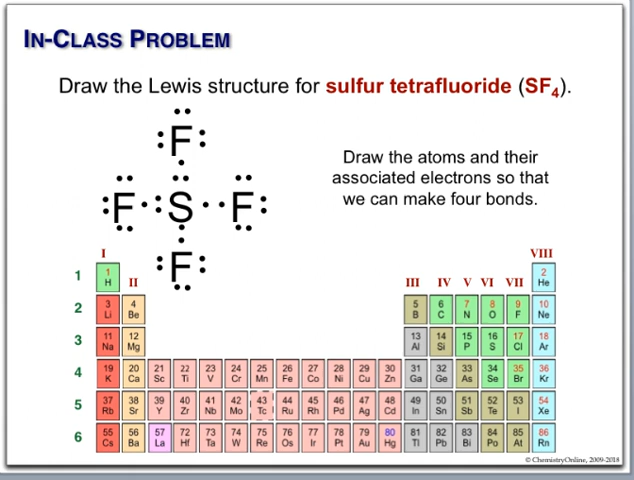 IN-CLASS PROBLEM
Draw the Lewis structure for sulfur tetrafluoride (SF4).
F
F S F
F
Draw the atoms and their
associated electrons so that
we can make four bonds.
I II III IV V VI VII VIII
1 1 H 2 He
2 3 Li 4 Be 5 B 6 C 7 N 8 O 9 F 10 Ne
3 11 Na 12 Mg 13 Al 14 Si 15 P 16 S 17 Cl 18 Ar
4 19 K 20 Ca 21 Sc 22 Ti 23 V 24 Cr 25 Mn 26 Fe 27 Co 28 Ni 29 Cu 30 Zn 31 Ga 32 Ge 33 As 34 Se 35 Br 36 Kr
5 37 Rb 38 Sr 39 Y 40 Zr 41 Nb 42 Mo 43 Tc 44 Ru 45 Rh 46 Pd 47 Ag 48 Cd 49 In 50 Sn 51 Sb 52 Te 53 I 54 Xe
6 55 Cs 56 Ba 57 La 72 Hf 73 Ta 74 W 75 Re 76 Os 77 Ir 78 Pt 79 Au 80 Hg 81 Tl 82 Pb 83 Bi 84 Po 85 At 86 Rn
© ChemistryOnline, 2009-2018